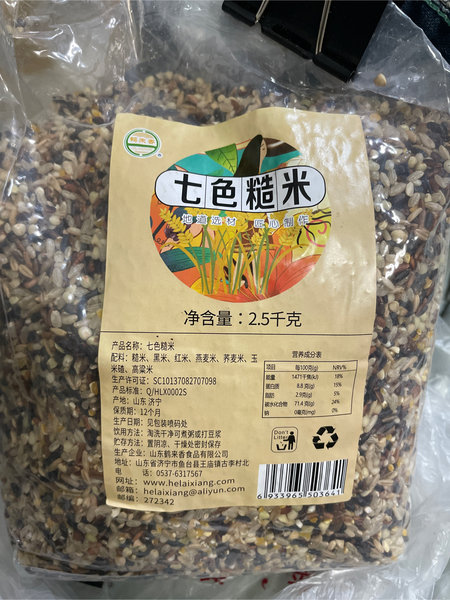 鹤来香
七色糙米
地道选材 匠心制作
净含量：2.5千克
产品名称：七色糙米
配料：糙米、黑米、红米、燕麦米、荞麦米、玉
米碴、高粱米
生产许可证：SC10137082707098
产品标准：Q/HLX0002S
产地：山东 济宁
保质期：12个月
生产日期：见包装喷码处
饮用方法：淘洗干净可煮粥或打豆浆
贮存方法：置阴凉、干燥处密封保存
生产企业：山东鹤来香食品有限公司
地址：山东省济宁市鱼台县王庙镇古李村北
电 话：0537-6317567
网址：www.helaixiang.com
邮箱：helaixiang@aliyun.com
邮编：272342
营养成分表
项目 每100克(g) NRV%
能量 1471千焦(kJ) 18%
蛋白质 8.8 克(g) 15%
脂肪 2.9克(g) 5%
碳水化合物 71.4 克(g) 24%
钠 0毫克(mg) 0%
Don't
Litter
6933965503641